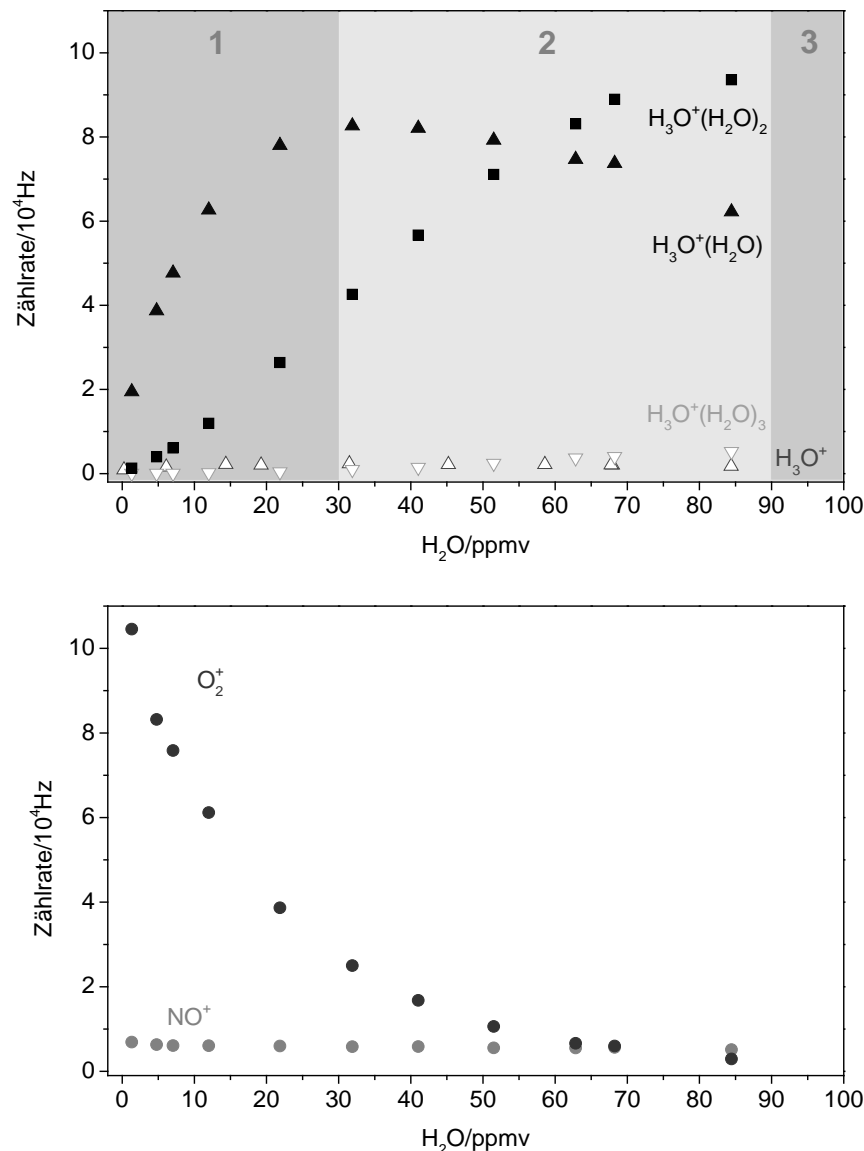 1 2 3
10
8
6
4
2
0
Zählrate/10⁴Hz
H₃O⁺(H₂O)₂
H₃O⁺(H₂O)
H₃O⁺(H₂O)₃
H₃O⁺
0 10 20 30 40 50 60 70 80 90 100
H₂O/ppmv
10
8
6
4
2
0
Zählrate/10⁴Hz
O₂⁺
NO⁺
0 10 20 30 40 50 60 70 80 90 100
H₂O/ppmv